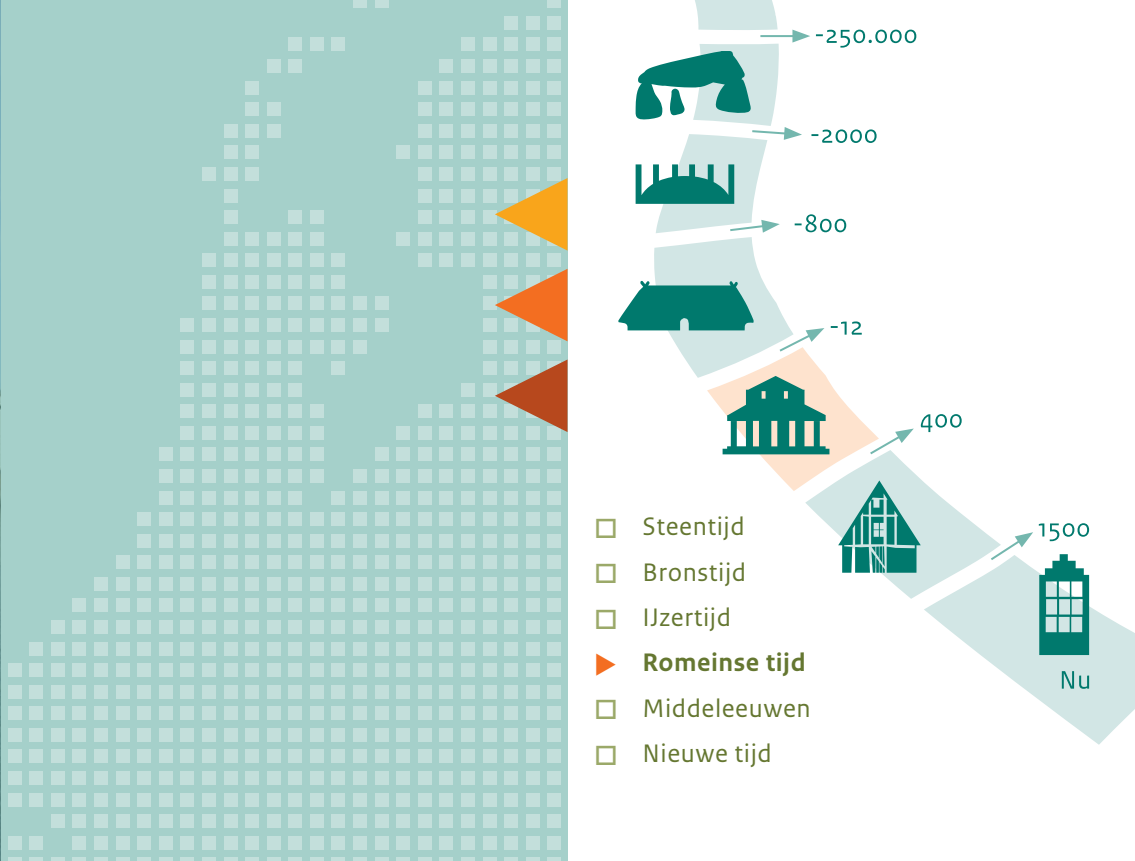 -250.000
-2000
-800
-12
400
1500
Nu
Steentijd
Bronstijd
IJzertijd
Romeinse tijd
Middeleeuwen
Nieuwe tijd